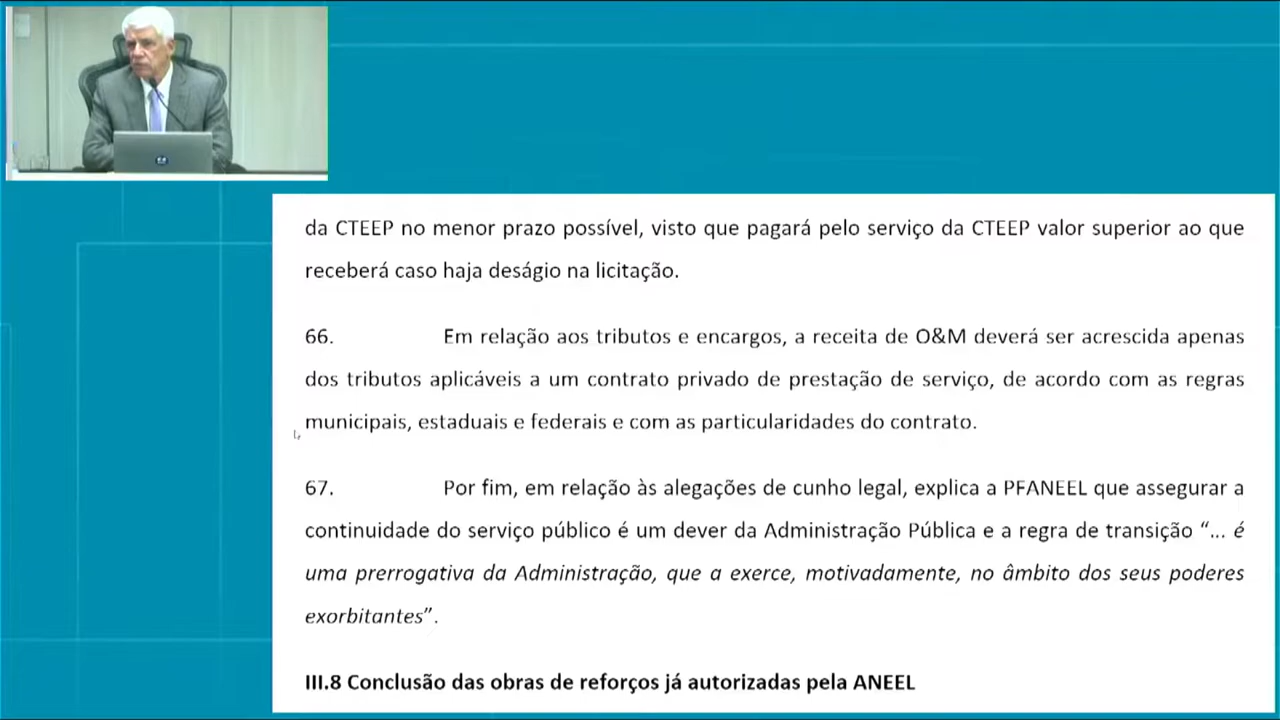 da CTEEP no menor prazo possível, visto que pagará pelo serviço da CTEEP valor superior ao que
receberá caso haja deságio na licitação.
66. Em relação aos tributos e encargos, a receita de O&M deverá ser acrescida apenas
dos tributos aplicáveis a um contrato privado de prestação de serviço, de acordo com as regras
municipais, estaduais e federais e com as particularidades do contrato.
67. Por fim, em relação às alegações de cunho legal, explica a PFANEEL que assegurar a
continuidade do serviço público é um dever da Administração Pública e a regra de transição “... é
uma prerrogativa da Administração, que a exerce, motivadamente, no âmbito dos seus poderes
exorbitantes”.
III.8 Conclusão das obras de reforços já autorizadas pela ANEEL